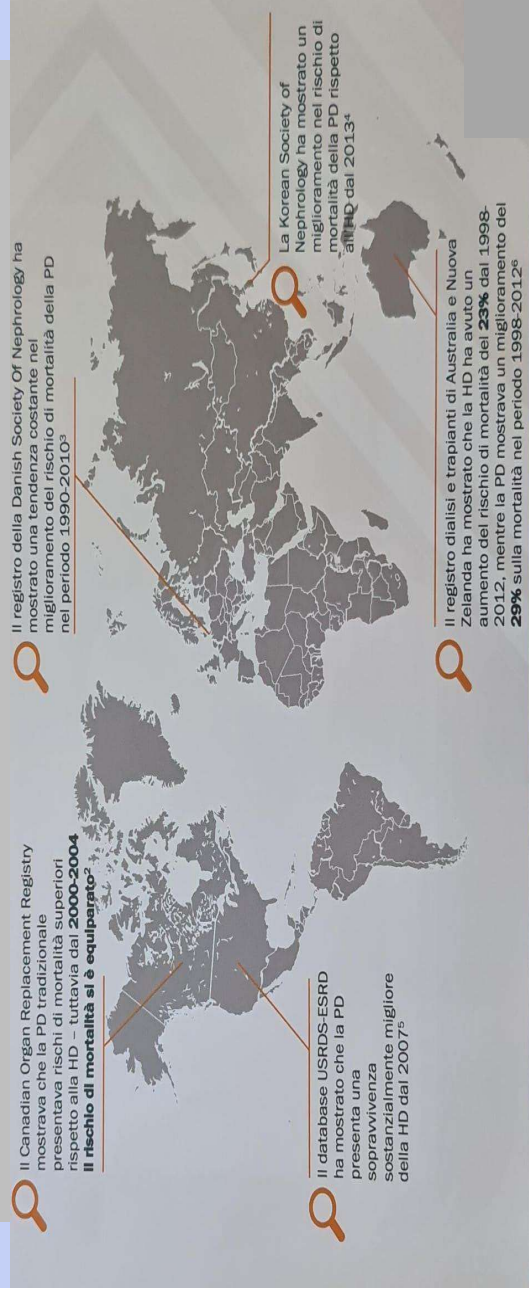 Il Canadian Organ Replacement Registry
mostrava che la PD tradizionale
presentava rischi di mortalità superiori
rispetto alla HD – tuttavia dal 2000-2004
il rischio di mortalità si è equiparato²
Il registro della Danish Society Of Nephrology ha
mostrato una tendenza costante nel
miglioramento del rischio di mortalità della PD
nel periodo 1990-2010³
La Korean Society of
Nephrology ha mostrato un
miglioramento nel rischio di
mortalità della PD rispetto
all'HD dal 2013⁴
Il database USRDS-ESRD
ha mostrato che la PD
presenta una
sopravvivenza
sostanzialmente migliore
della HD dal 2007⁵
Il registro dialisi e trapianti di Australia e Nuova
Zelanda ha mostrato che la HD ha avuto un
aumento del rischio di mortalità del 23% dal 1998-
2012, mentre la PD mostrava un miglioramento del
29% sulla mortalità nel periodo 1998-2012⁶